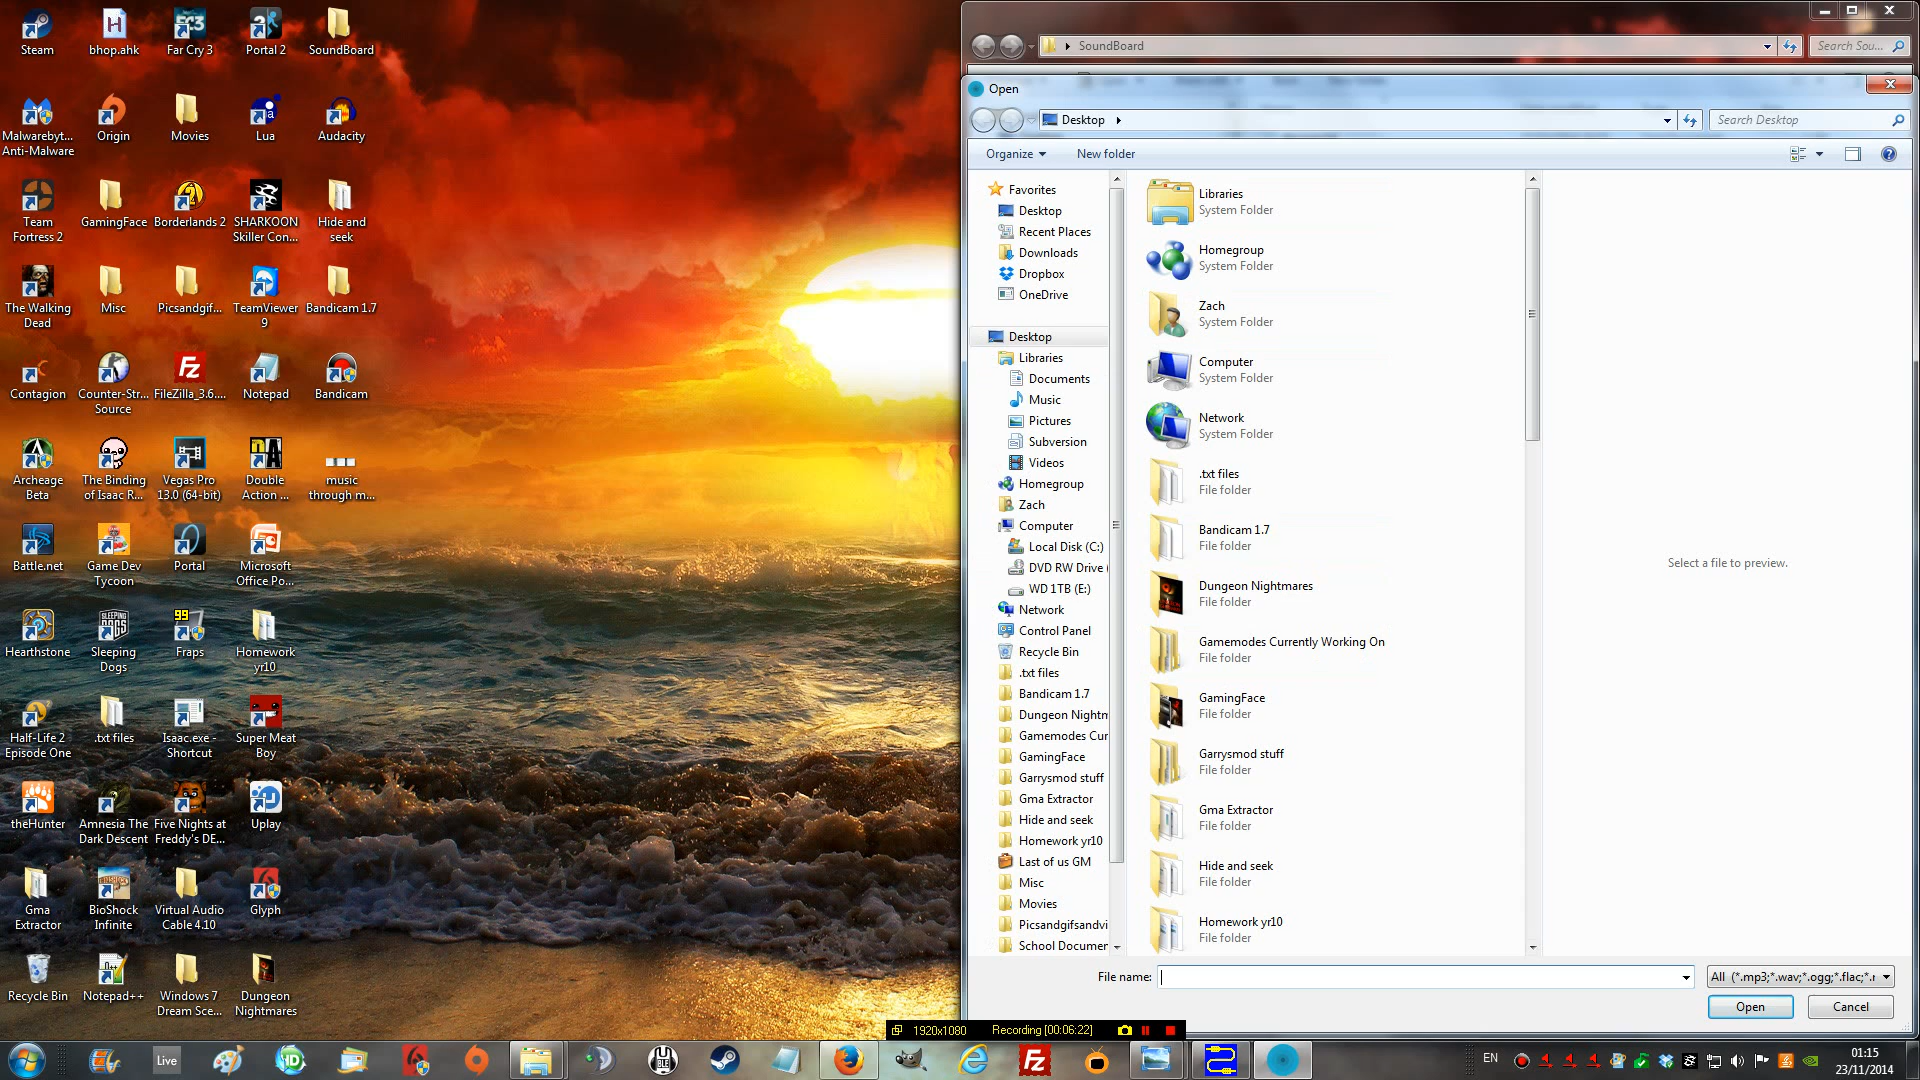 Steam
bhop.ahk
Far Cry 3
Portal 2
SoundBoard
Malwarebyt...
Anti-Malware
Origin
Movies
Lua
Audacity
Team
Fortress 2
GamingFace
Borderlands 2
SHARKOON
Skiller Con...
Hide and
seek
The Walking
Dead
Misc
Picsandgif...
TeamViewer
9
Bandicam 1.7
Contagion
Counter-Str...
Source
FileZilla_3.6....
Notepad
Bandicam
Archeage
Beta
The Binding
of Isaac R...
Vegas Pro
13.0 (64-bit)
Double
Action ...
music
through m...
Battle.net
Game Dev
Tycoon
Portal
Microsoft
Office Po...
Hearthstone
Sleeping
Dogs
99
Fraps
Homework
yr10
Half-Life 2
Episode One
.txt files
Isaac.exe -
Shortcut
Super Meat
Boy
theHunter
Amnesia The
Dark Descent
Five Nights at
Freddy's DE...
Uplay
Gma
Extractor
BioShock
Infinite
Virtual Audio
Cable 4.10
Glyph
Recycle Bin
Notepad++
Windows 7
Dream Sce...
Dungeon
Nightmares
SoundBoard
Search Sou...
Open
Desktop
Search Desktop
Organize
New folder
Favorites
Desktop
Recent Places
Downloads
Dropbox
OneDrive
Desktop
Libraries
Documents
Music
Pictures
Subversion
Videos
Homegroup
Zach
Computer
Local Disk (C:)
DVD RW Drive (
WD 1TB (E:)
Network
Control Panel
Recycle Bin
.txt files
Bandicam 1.7
Dungeon Nightm
Gamemodes Cur
GamingFace
Garrysmod stuff
Gma Extractor
Hide and seek
Homework yr10
Last of us GM
Misc
Movies
Picsandgifsandvi
School Documer
Libraries
System Folder
Homegroup
System Folder
Zach
System Folder
Computer
System Folder
Network
System Folder
.txt files
File folder
Bandicam 1.7
File folder
Dungeon Nightmares
File folder
Gamemodes Currently Working On
File folder
GamingFace
File folder
Garrysmod stuff
File folder
Gma Extractor
File folder
Hide and seek
File folder
Homework yr10
File folder
Select a file to preview.
File name:
All (*.mp3;*.wav;*.ogg;*.flac;*.r
Open
Cancel
1920x1080
Recording [00:06:22]
Live
EN
01:15
23/11/2014